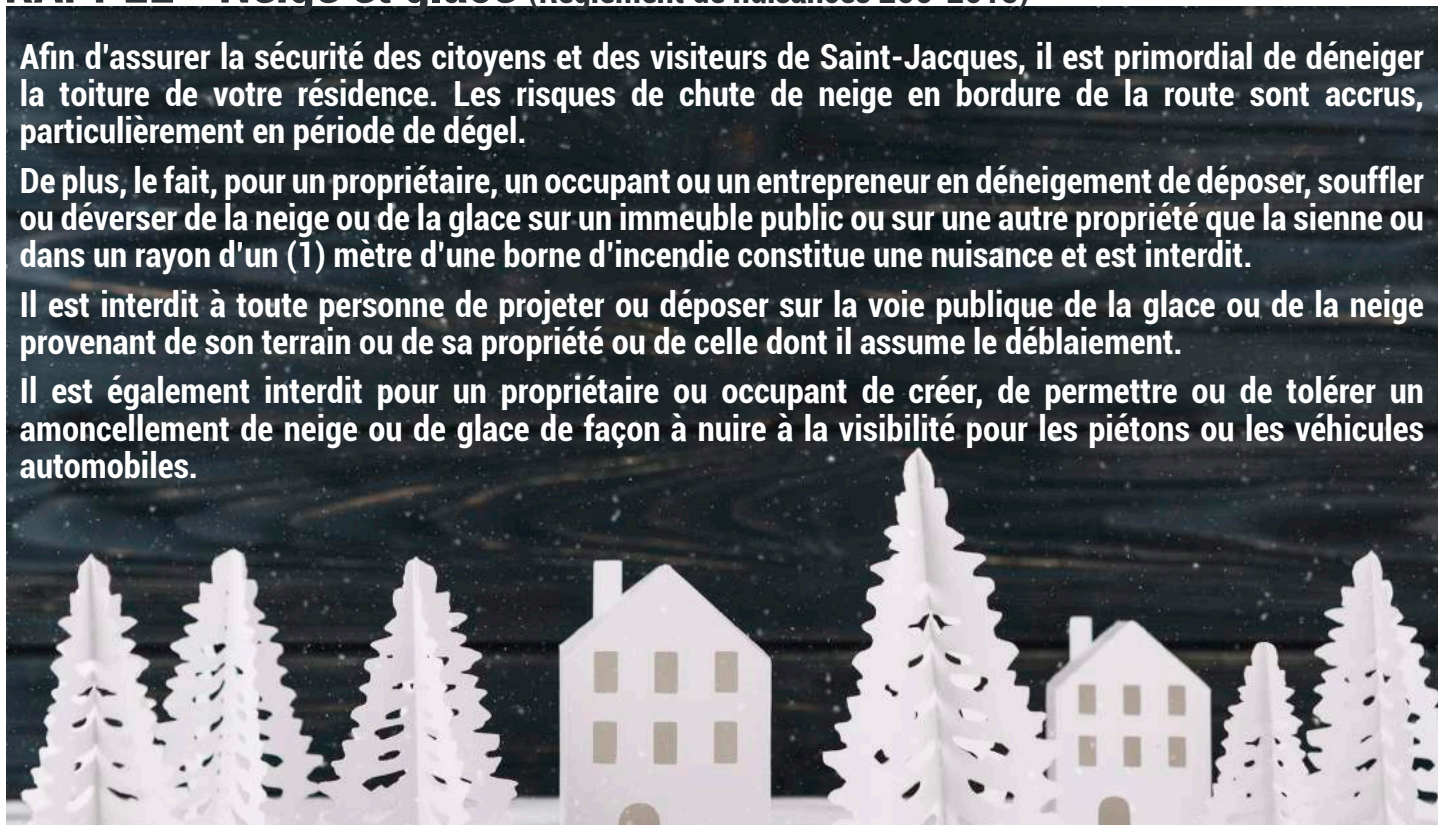 Afin d'assurer la sécurité des citoyens et des visiteurs de Saint-Jacques, il est primordial de déneiger
la toiture de votre résidence. Les risques de chute de neige en bordure de la route sont accrus,
particulièrement en période de dégel.
De plus, le fait, pour un propriétaire, un occupant ou un entrepreneur en déneigement de déposer, souffler
ou déverser de la neige ou de la glace sur un immeuble public ou sur une autre propriété que la sienne ou
dans un rayon d'un (1) mètre d'une borne d'incendie constitue une nuisance et est interdit.
Il est interdit à toute personne de projeter ou déposer sur la voie publique de la glace ou de la neige
provenant de son terrain ou de sa propriété ou de celle dont il assume le déblaiement.
Il est également interdit pour un propriétaire ou occupant de créer, de permettre ou de tolérer un
amoncellement de neige ou de glace de façon à nuire à la visibilité pour les piétons ou les véhicules
automobiles.